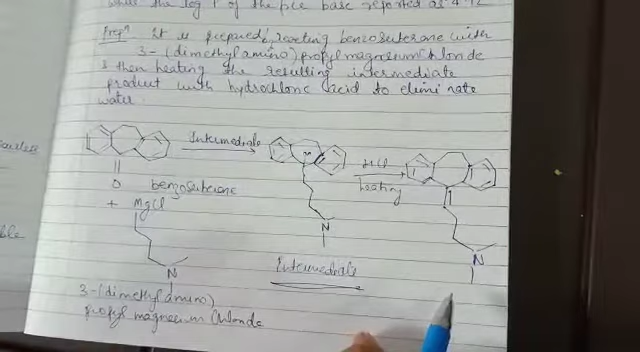 while the log P of the free base reported as 4.92
Prepn It is prepared reacting benzosuberone with
3-(dimethylamino)propyl magnesium chloride
& then heating the resulting intermediate
product with hydrochloric acid to eliminate
water.
Intermediate
HCl
heating
O
benzosuberone
+ MgCl
N
N
N
Intermediate
3-(dimethylamino)
propyl magnesium Chloride